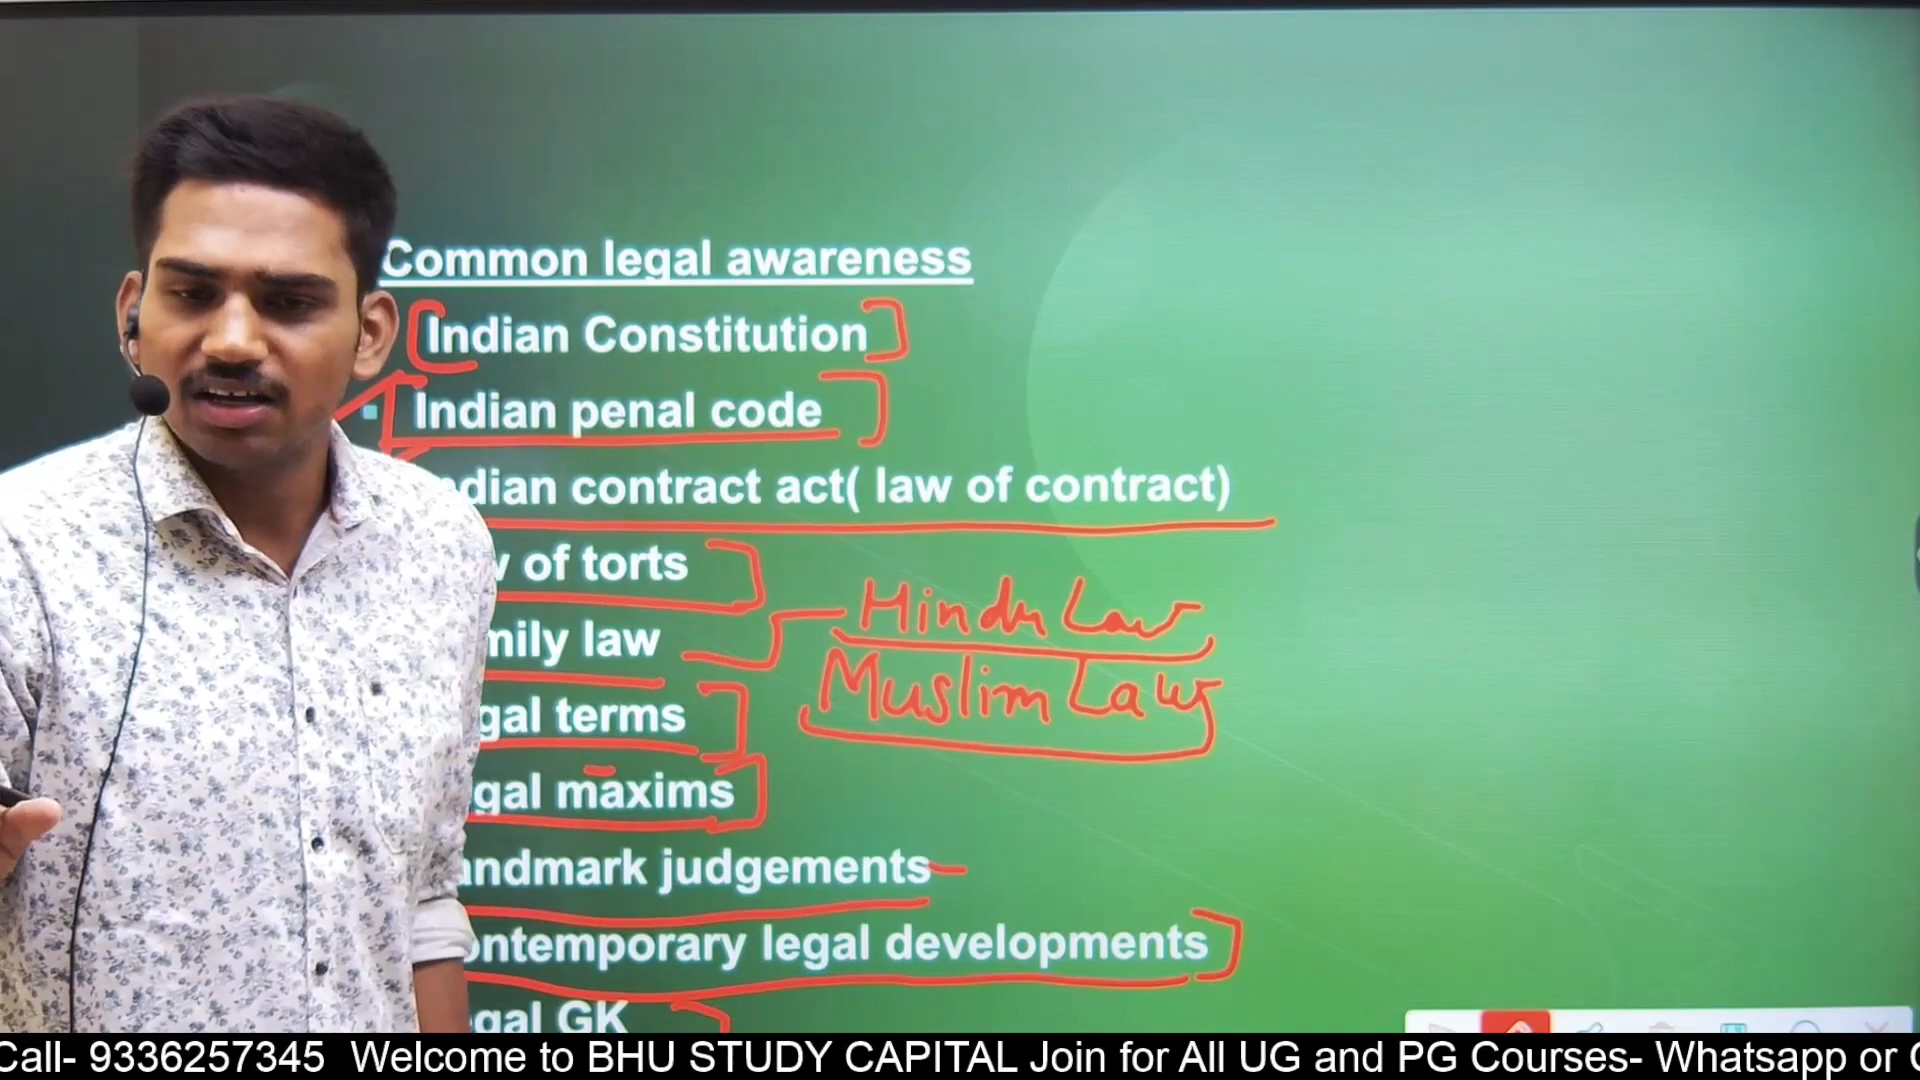 Common legal awareness
Indian Constitution
Indian penal code
ndian contract act( law of contract)
of torts
Hindu Law
mily law
Muslim Law
gal terms
gal maxims
andmark judgements
ontemporary legal developments
gal GK
Call- 9336257345 Welcome to BHU STUDY CAPITAL Join for All UG and PG Courses- Whatsapp or